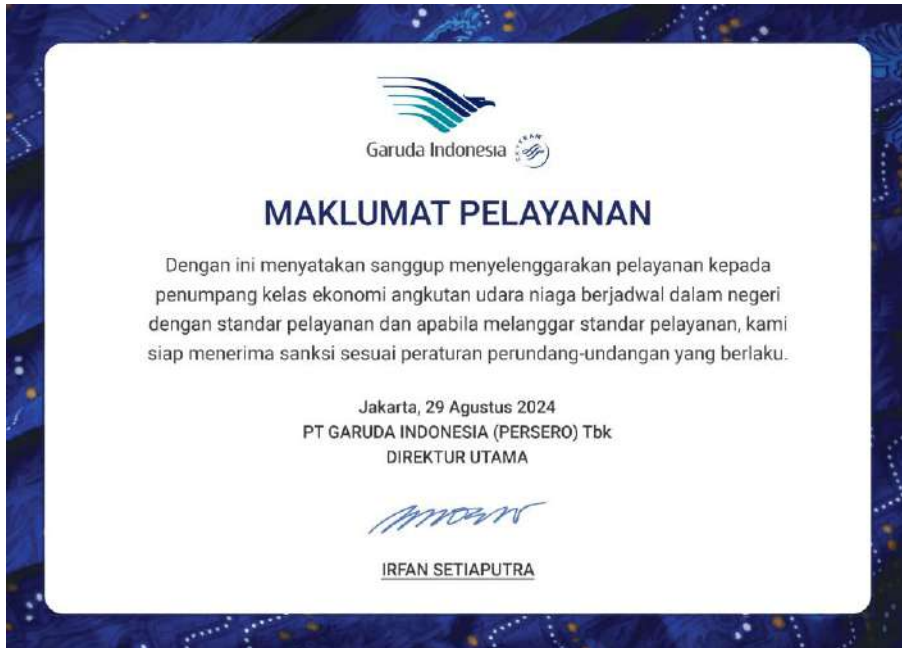 Garuda Indonesia
SKYTEAM
MAKLUMAT PELAYANAN
Dengan ini menyatakan sanggup menyelenggarakan pelayanan kepada
penumpang kelas ekonomi angkutan udara niaga berjadwal dalam negeri
dengan standar pelayanan dan apabila melanggar standar pelayanan, kami
siap menerima sanksi sesuai peraturan perundang-undangan yang berlaku.
Jakarta, 29 Agustus 2024
PT GARUDA INDONESIA (PERSERO) Tbk
DIREKTUR UTAMA
IRFAN SETIAPUTRA